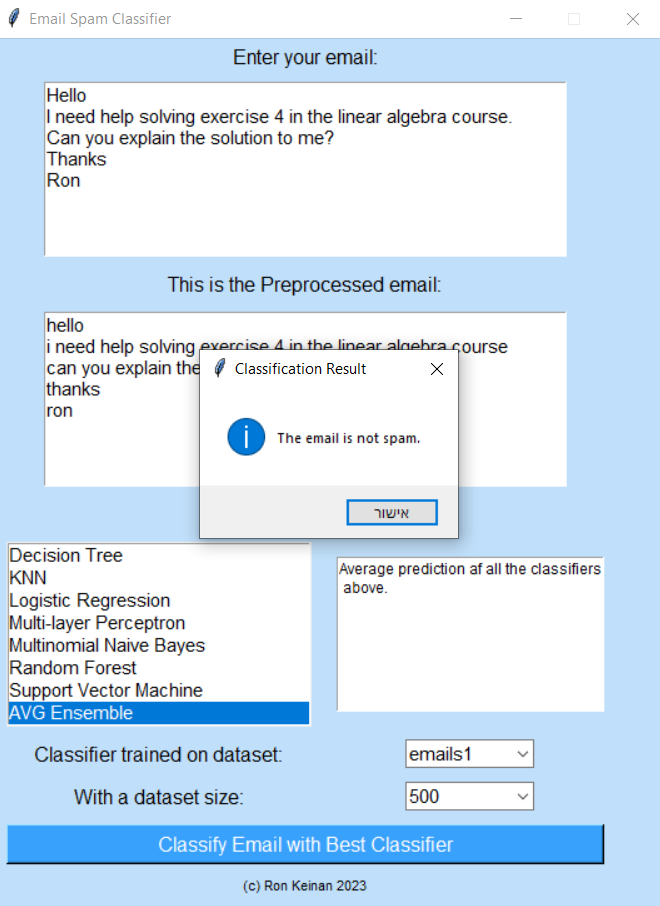 Email Spam Classifier
Enter your email:
Hello
I need help solving exercise 4 in the linear algebra course.
Can you explain the solution to me?
Thanks
Ron
This is the Preprocessed email:
hello
i need help solving exercise 4 in the linear algebra course
can you explain the
thanks
ron
Classification Result
The email is not spam.
אישור
Decision Tree
KNN
Logistic Regression
Multi-layer Perceptron
Multinomial Naive Bayes
Random Forest
Support Vector Machine
AVG Ensemble
Average prediction af all the classifiers
above.
Classifier trained on dataset:
emails1
With a dataset size:
500
Classify Email with Best Classifier
(c) Ron Keinan 2023